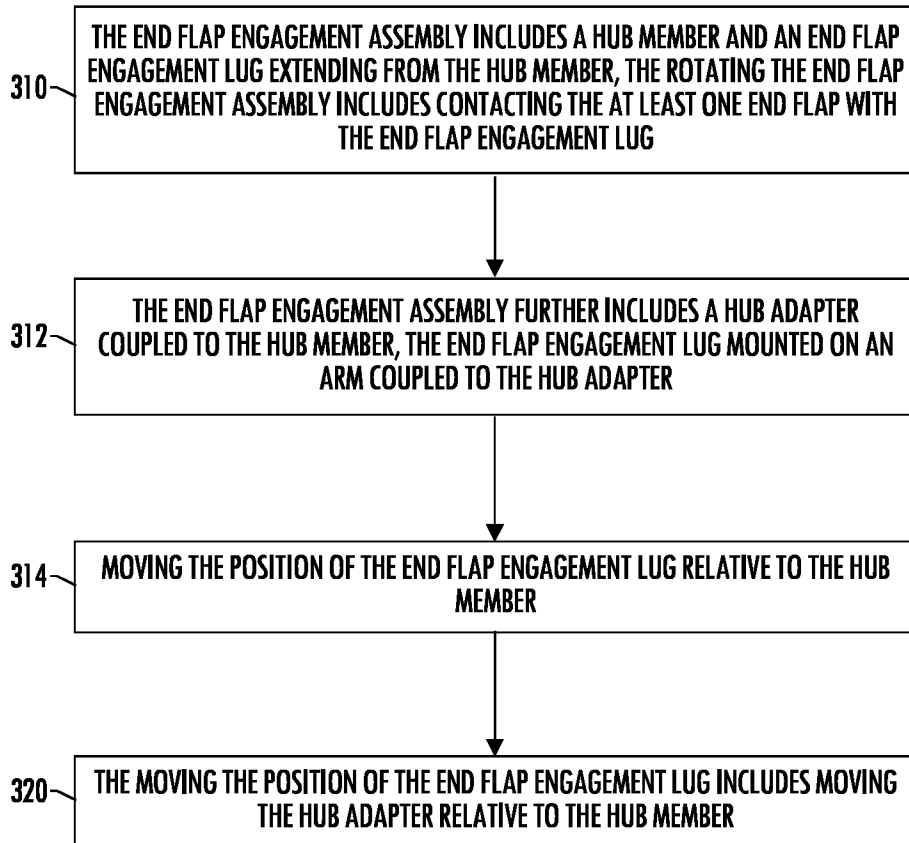 THE END FLAP ENGAGEMENT ASSEMBLY INCLUDES A HUB MEMBER AND AN END FLAP
310 ENGAGEMENT LUG EXTENDING FROM THE HUB MEMBER, THE ROTATING THE END FLAP
ENGAGEMENT ASSEMBLY INCLUDES CONTACTING THE AT LEAST ONE END FLAP WITH
THE END FLAP ENGAGEMENT LUG
THE END FLAP ENGAGEMENT ASSEMBLY FURTHER INCLUDES A HUB ADAPTER
312 COUPLED TO THE HUB MEMBER, THE END FLAP ENGAGEMENT LUG MOUNTED ON AN
ARM COUPLED TO THE HUB ADAPTER
314 MOVING THE POSITION OF THE END FLAP ENGAGEMENT LUG RELATIVE TO THE HUB
MEMBER
320 THE MOVING THE POSITION OF THE END FLAP ENGAGEMENT LUG INCLUDES MOVING
THE HUB ADAPTER RELATIVE TO THE HUB MEMBER